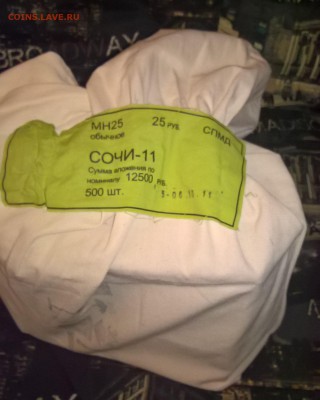 COINS.LAVE.RU
BROADWAY
МН25 25 РУБ СПМД
обычное
СОЧИ-11
Сумма вложения по
номиналу 12500 РУБ.
500 шт.